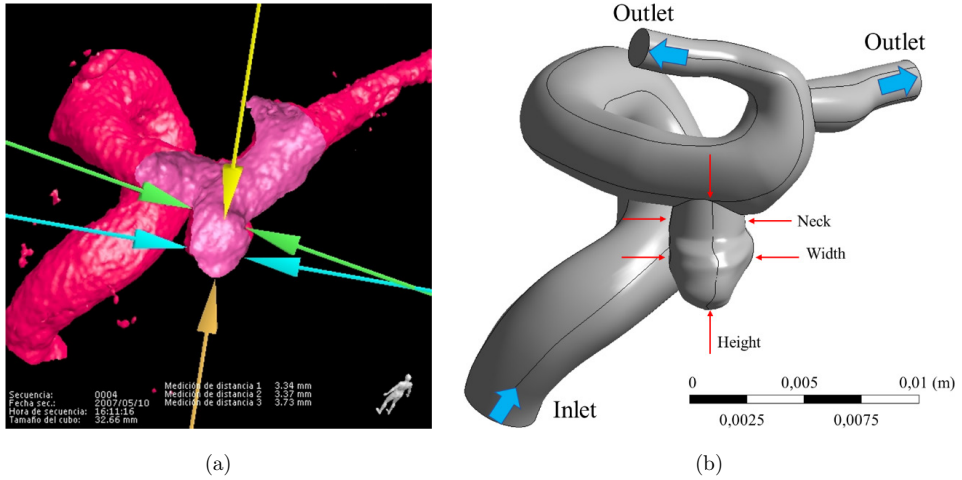 Outlet
Outlet
Neck
Width
Height
Inlet
0 0,005 0,01 (m)
0,0025 0,0075
Secuencia: 0004
Fecha sec.: 2007/05/10
Hora de secuencia: 16:11:16
Tamaño del cubo: 32.66 mm
Medición de distancia 1 3.34 mm
Medición de distancia 2 3.37 mm
Medición de distancia 3 3.73 mm
(a)
(b)